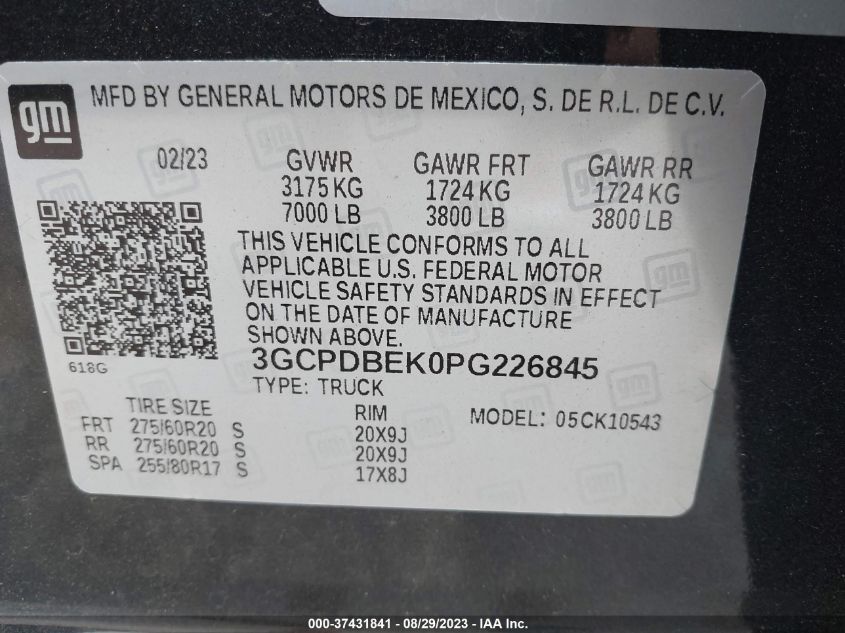 gm MFD BY GENERAL MOTORS DE MEXICO, S. DE R.L. DE C.V.
02/23 GVWR GAWR FRT GAWR RR
3175 KG 1724 KG 1724 KG
7000 LB 3800 LB 3800 LB
THIS VEHICLE CONFORMS TO ALL
APPLICABLE U.S. FEDERAL MOTOR
VEHICLE SAFETY STANDARDS IN EFFECT
ON THE DATE OF MANUFACTURE
SHOWN ABOVE.
618G
3GCPDBEK0PG226845
TYPE: TRUCK
TIRE SIZE RIM MODEL: 05CK10543
FRT 275/60R20 S 20X9J
RR 275/60R20 S 20X9J
SPA 255/80R17 S 17X8J
000-37431841 - 08/29/2023 - IAA Inc.